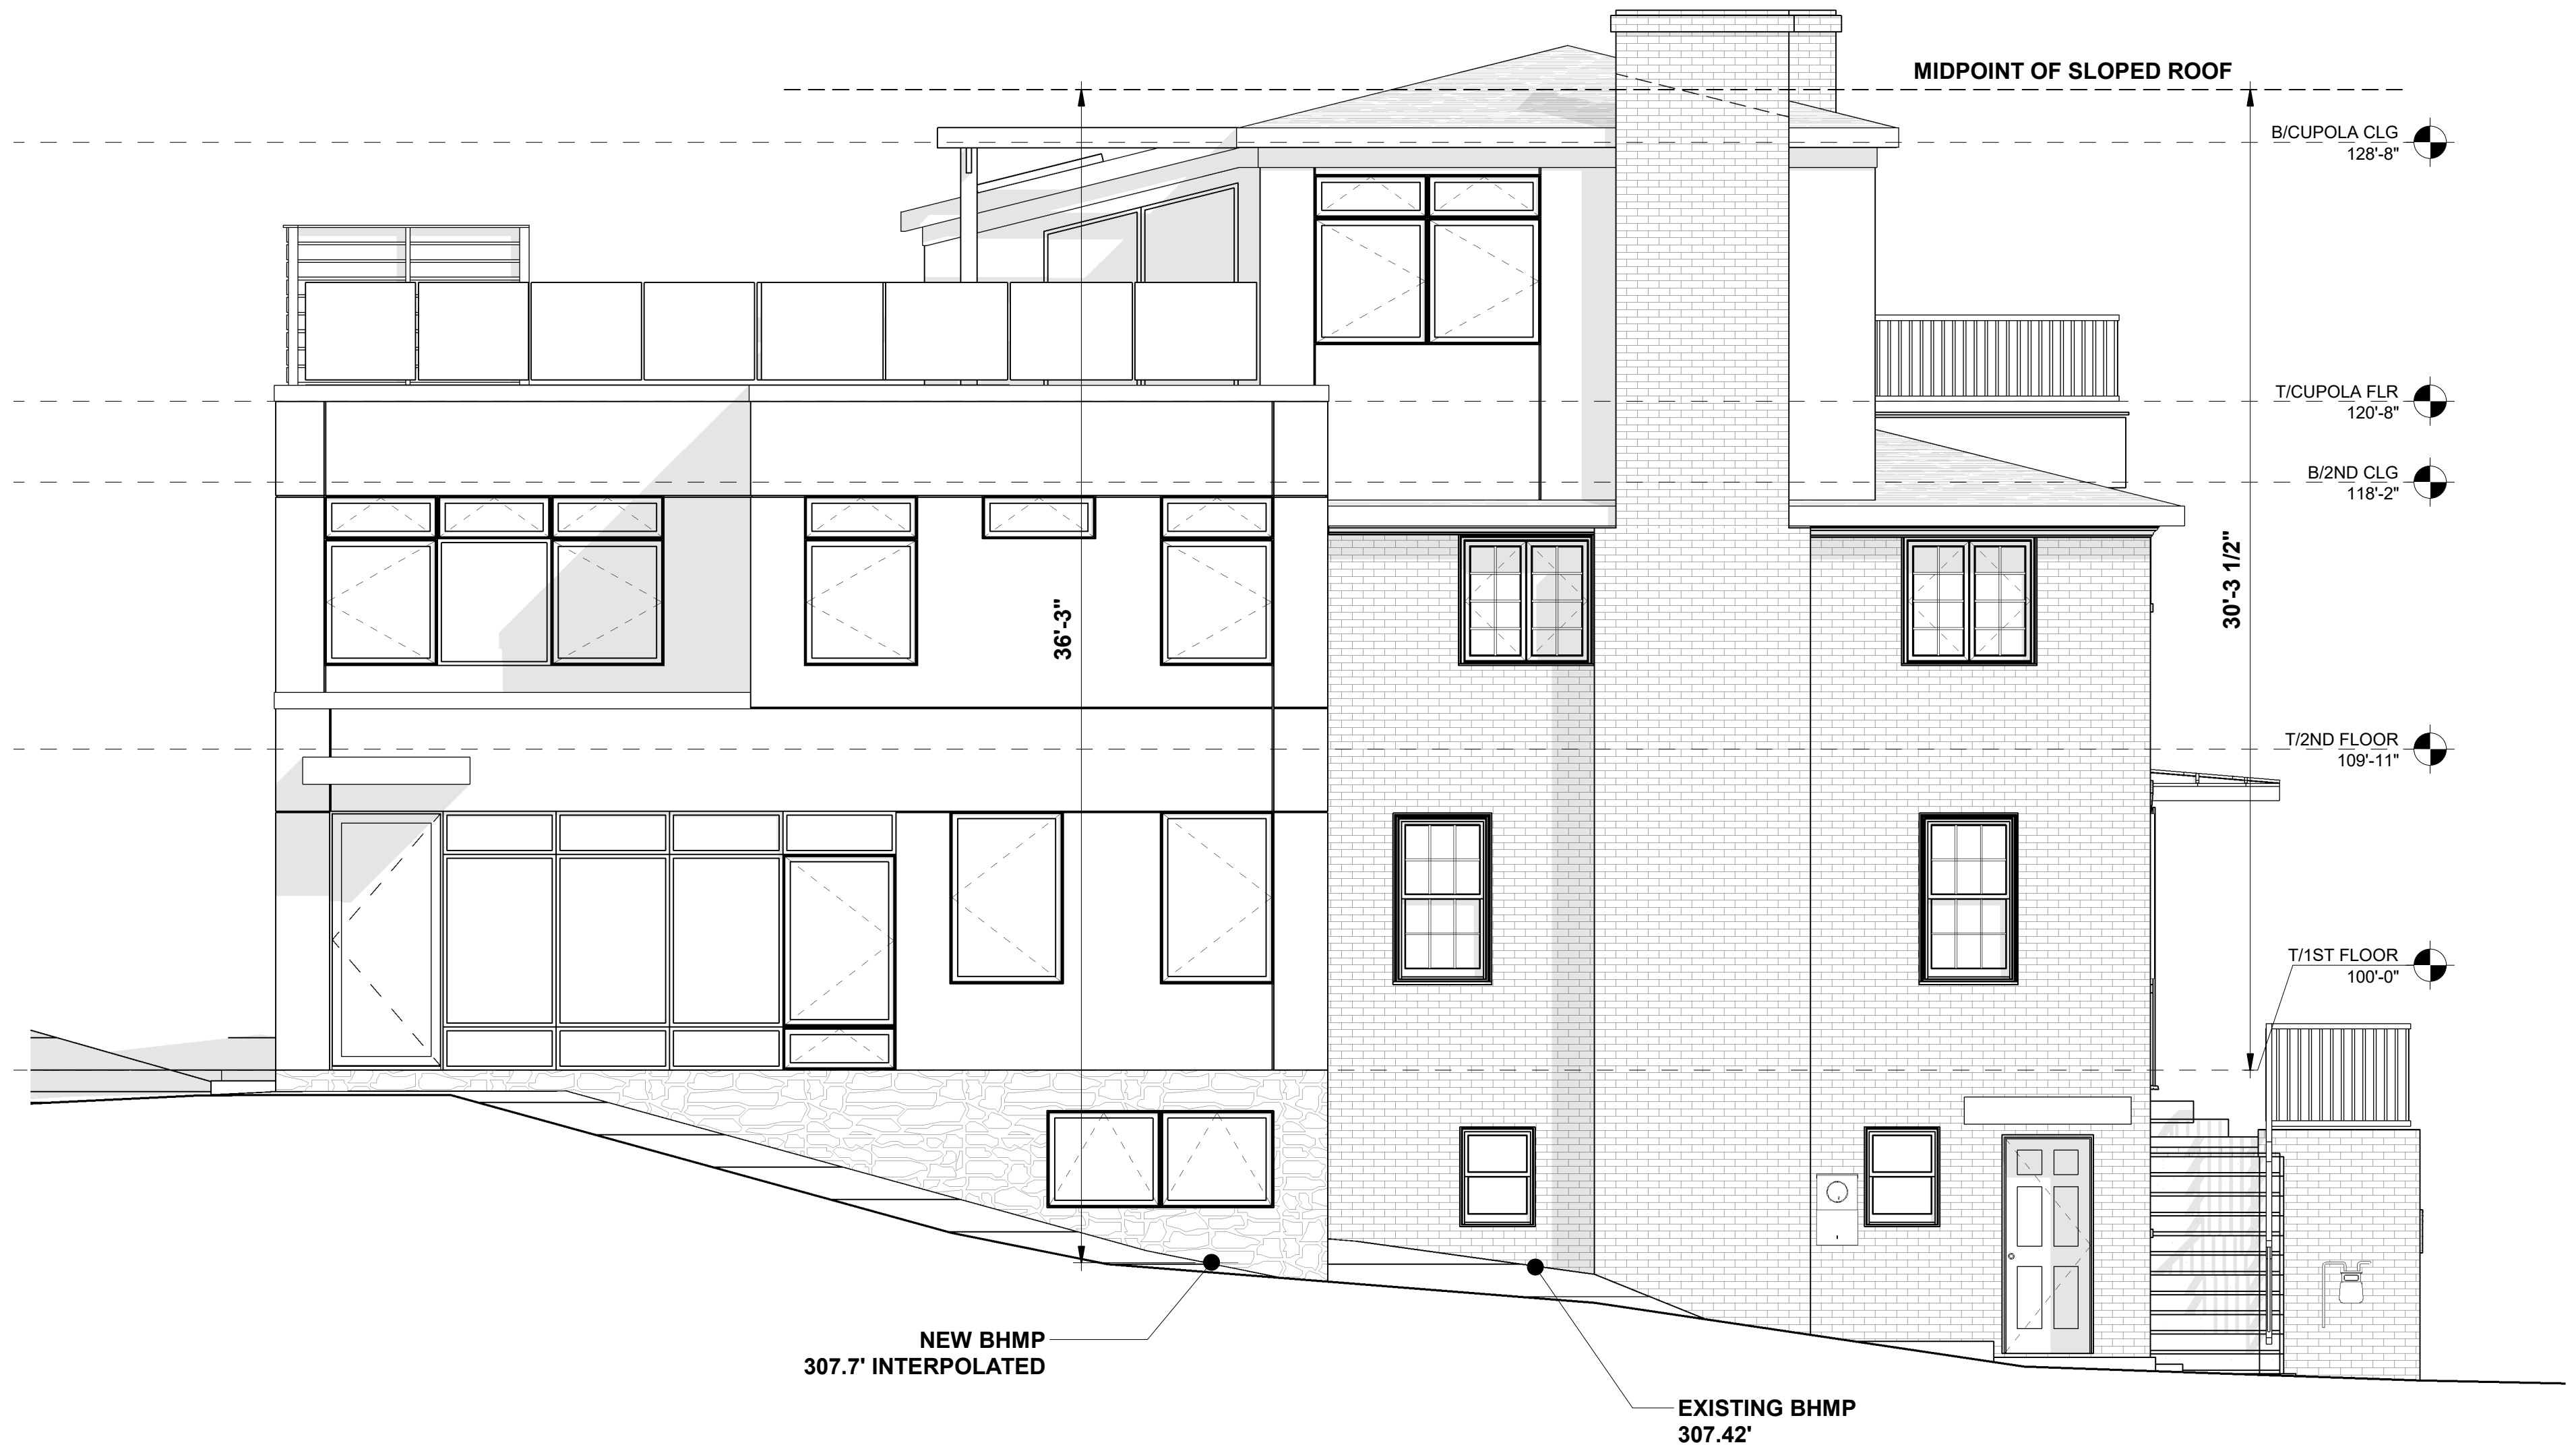 MIDPOINT OF SLOPED ROOF
B/CUPOLA CLG
128'-8"
T/CUPOLA FLR
120'-8"
B/2ND CLG
118'-2"
30'-3 1/2"
36'-3"
T/2ND FLOOR
109'-11"
T/1ST FLOOR
100'-0"
NEW BHMP
307.7' INTERPOLATED
EXISTING BHMP
307.42'